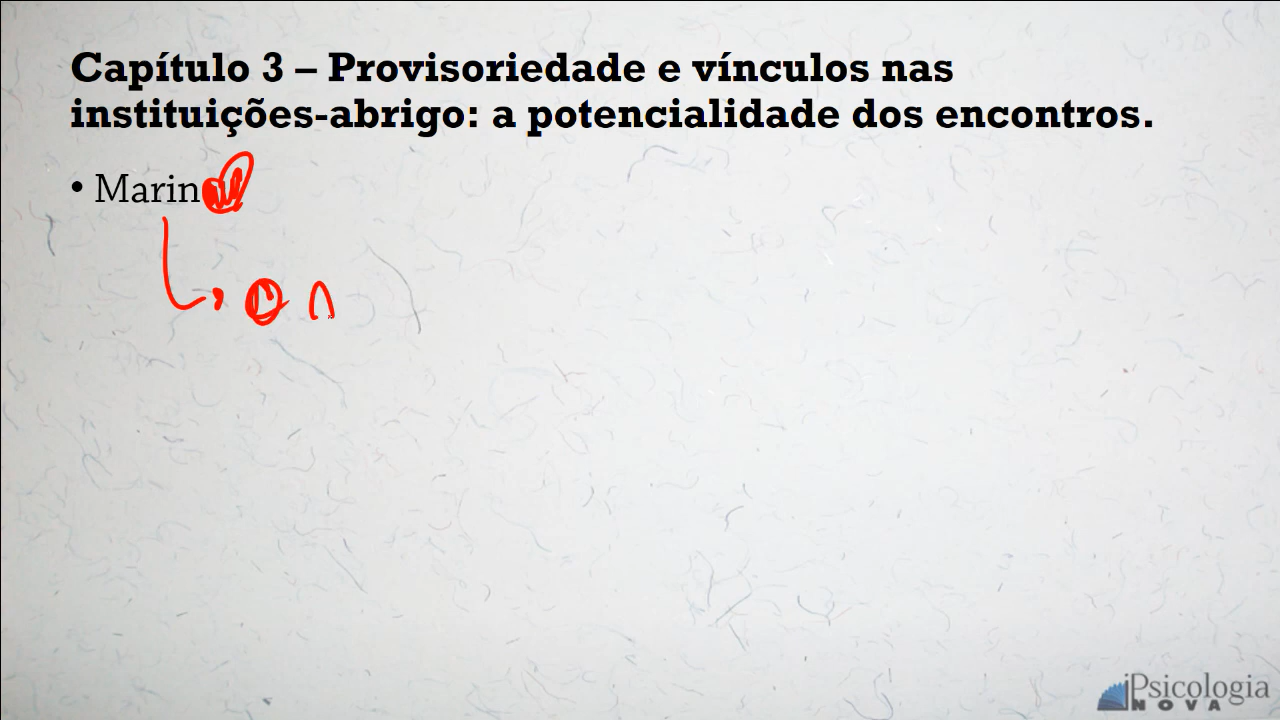 Capítulo 3 – Provisoriedade e vínculos nas
instituições-abrigo: a potencialidade dos encontros.
• Marin
Psicologia
NOVA